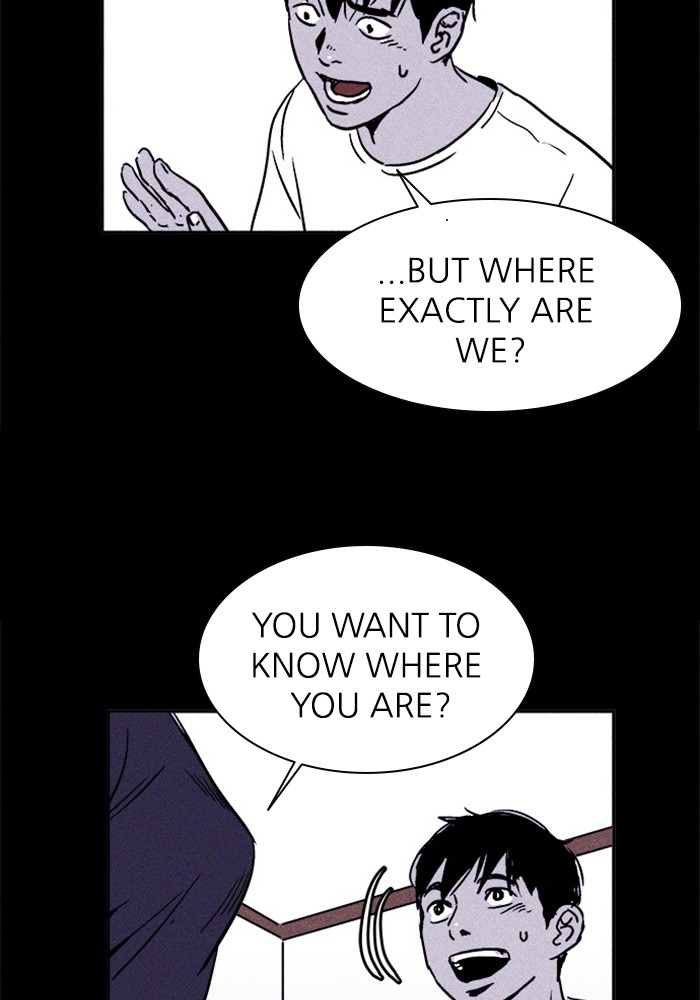 ...BUT WHERE
EXACTLY ARE
WE?
YOU WANT TO
KNOW WHERE
YOU ARE?